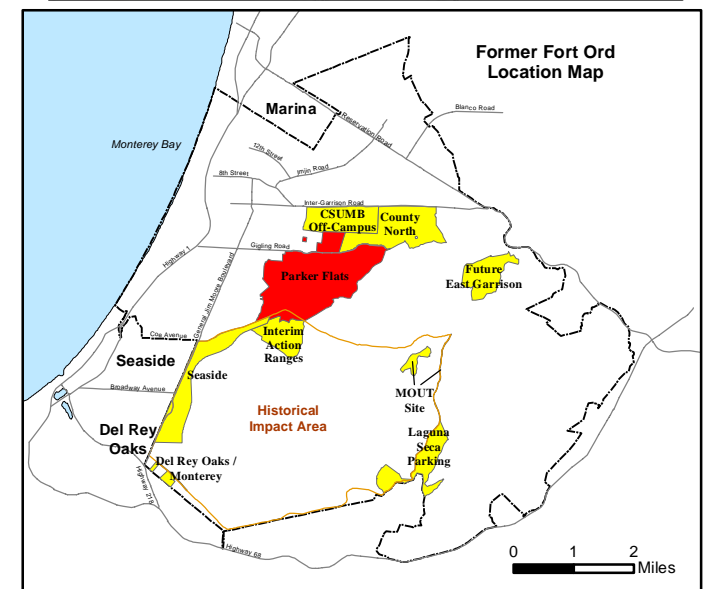 Former Fort Ord
Location Map
Marina
Blanco Road
Reservation Road
Monterey Bay
12th Street
Imjin Road
8th Street
Inter-Garrison Road
CSUMB
Off-Campus
County
North
Gigling Road
Highway 1
Parker Flats
Future
East Garrison
General Jim Moore Boulevard
Coe Avenue
Interim
Action
Ranges
Seaside
Seaside
MOUT
Site
Broadway Avenue
Historical
Impact Area
Del Rey
Oaks
Laguna
Seca
Parking
Del Rey Oaks /
Monterey
Highway 218
Highway 68
0 1 2
Miles